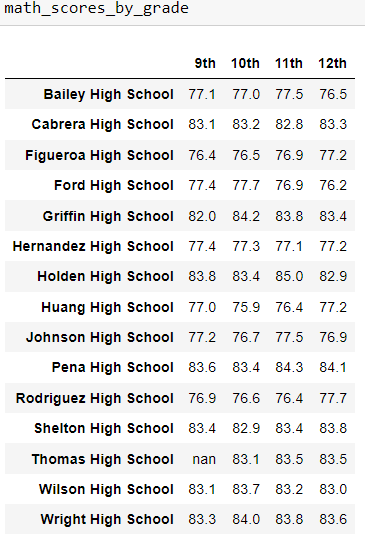 math_scores_by_grade
9th 10th 11th 12th
Bailey High School 77.1 77.0 77.5 76.5
Cabrera High School 83.1 83.2 82.8 83.3
Figueroa High School 76.4 76.5 76.9 77.2
Ford High School 77.4 77.7 76.9 76.2
Griffin High School 82.0 84.2 83.8 83.4
Hernandez High School 77.4 77.3 77.1 77.2
Holden High School 83.8 83.4 85.0 82.9
Huang High School 77.0 75.9 76.4 77.2
Johnson High School 77.2 76.7 77.5 76.9
Pena High School 83.6 83.4 84.3 84.1
Rodriguez High School 76.9 76.6 76.4 77.7
Shelton High School 83.4 82.9 83.4 83.8
Thomas High School nan 83.1 83.5 83.5
Wilson High School 83.1 83.7 83.2 83.0
Wright High School 83.3 84.0 83.8 83.6